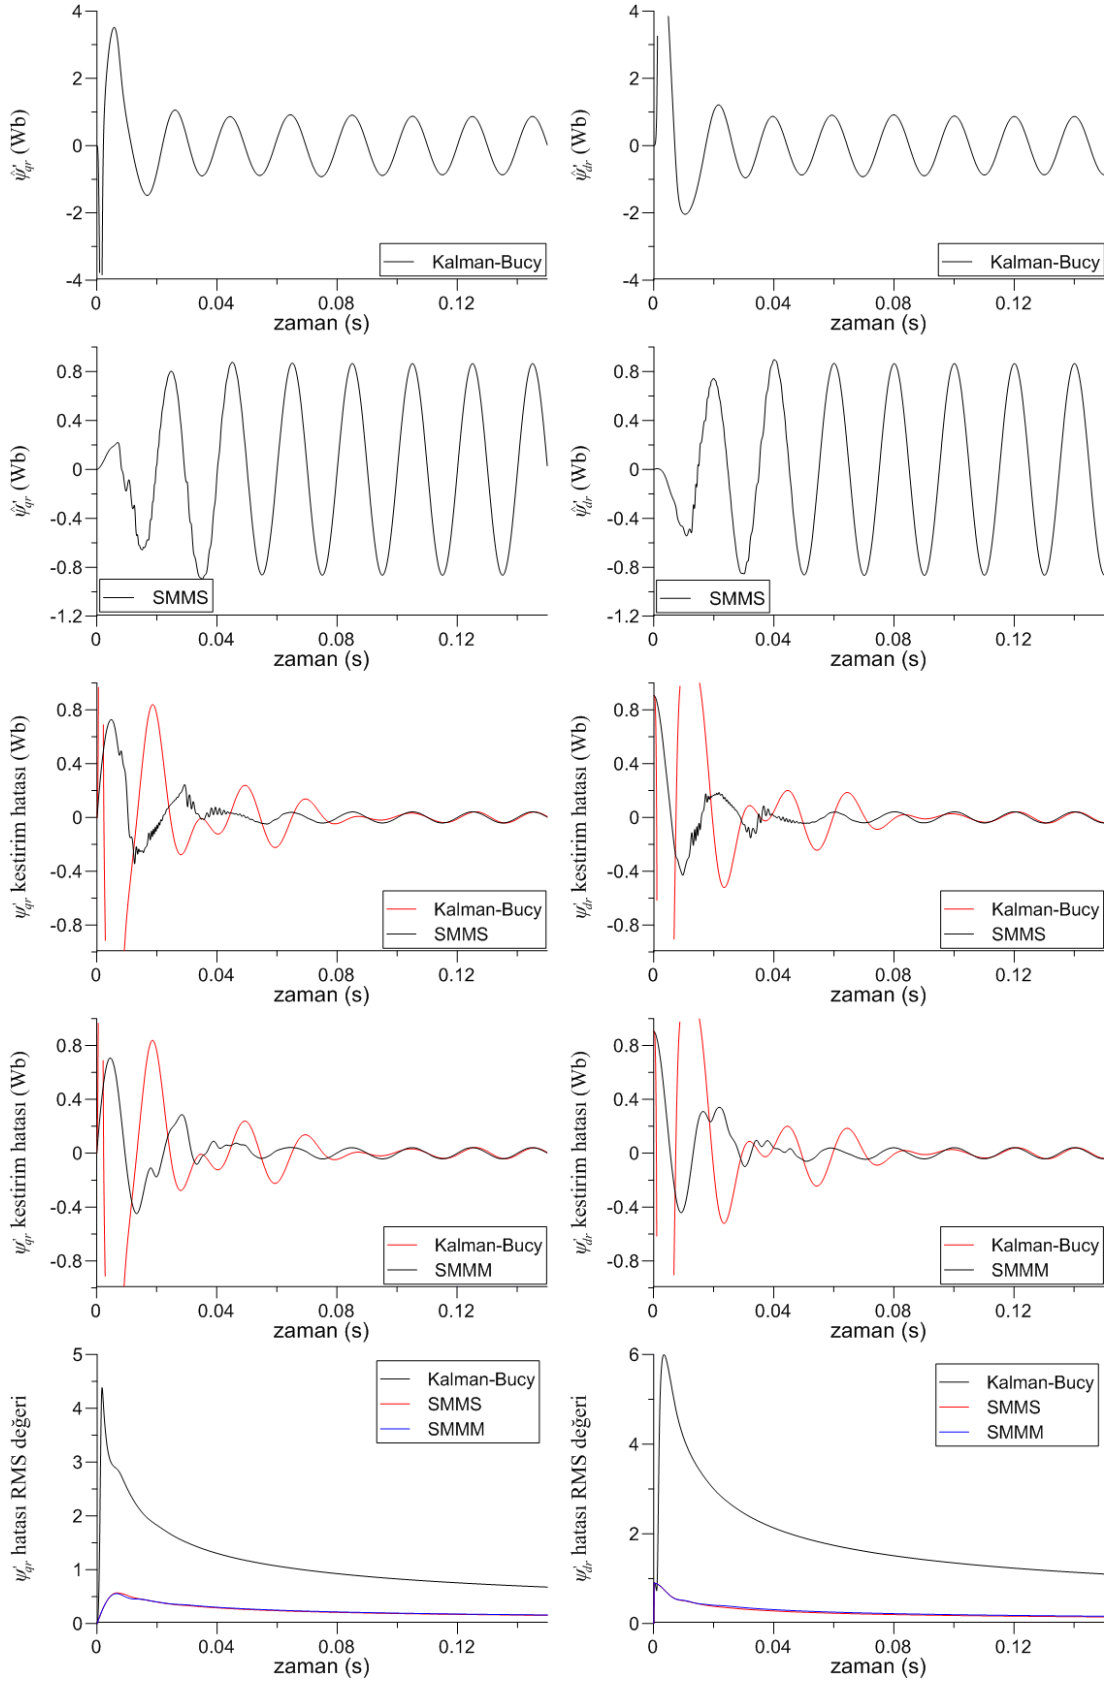 4
2
0
-2
-4
ψ̂'qr (Wb)
Kalman-Bucy
0
0.04
0.08
0.12
zaman (s)
4
2
0
-2
-4
ψ̂'dr (Wb)
Kalman-Bucy
0
0.04
0.08
0.12
zaman (s)
0.8
0.4
0
-0.4
-0.8
-1.2
ψ̂'qr (Wb)
SMMS
0
0.04
0.08
0.12
zaman (s)
0.8
0.4
0
-0.4
-0.8
-1.2
ψ̂'dr (Wb)
SMMS
0
0.04
0.08
0.12
zaman (s)
0.8
0.4
0
-0.4
-0.8
ψ'qr kestirim hatası (Wb)
Kalman-Bucy
SMMS
0
0.04
0.08
0.12
zaman (s)
0.8
0.4
0
-0.4
-0.8
ψ'dr kestirim hatası (Wb)
Kalman-Bucy
SMMS
0
0.04
0.08
0.12
zaman (s)
0.8
0.4
0
-0.4
-0.8
ψ'qr kestirim hatası (Wb)
Kalman-Bucy
SMMM
0
0.04
0.08
0.12
zaman (s)
0.8
0.4
0
-0.4
-0.8
ψ'dr kestirim hatası (Wb)
Kalman-Bucy
SMMM
0
0.04
0.08
0.12
zaman (s)
5
4
3
2
1
0
ψ'qr hatası RMS değeri
Kalman-Bucy
SMMS
SMMM
0
0.04
0.08
0.12
zaman (s)
6
4
2
0
ψ'dr hatası RMS değeri
Kalman-Bucy
SMMS
SMMM
0
0.04
0.08
0.12
zaman (s)